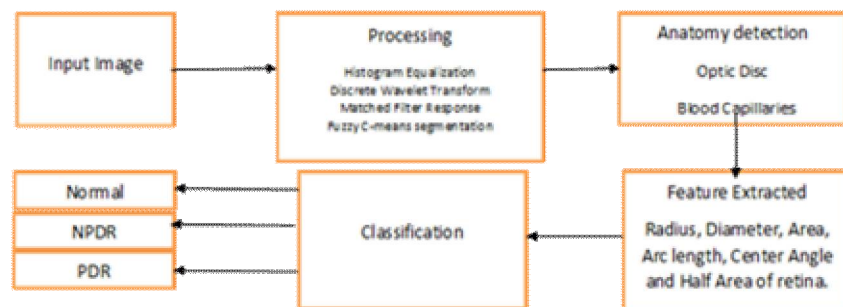 Input Image
Processing
Histogram Equalization
Discrete Wavelet Transform
Matched Filter Response
Fuzzy C-means segmentation
Anatomy detection
Optic Disc
Blood Capillaries
Feature Extracted
Radius, Diameter, Area,
Arc length, Center Angle
and Half Area of retina.
Classification
Normal
NPDR
PDR